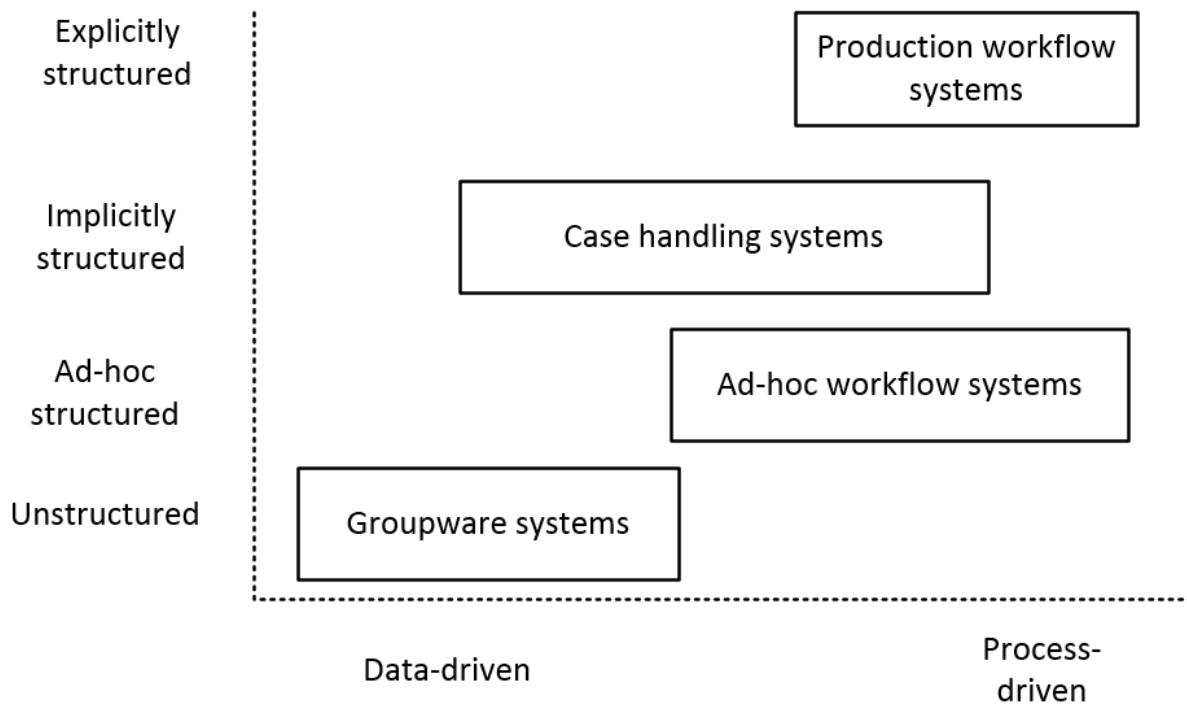 Explicitly
structured
Production workflow
systems
Implicitly
structured
Case handling systems
Ad-hoc
structured
Ad-hoc workflow systems
Unstructured
Groupware systems
Data-driven
Process-
driven